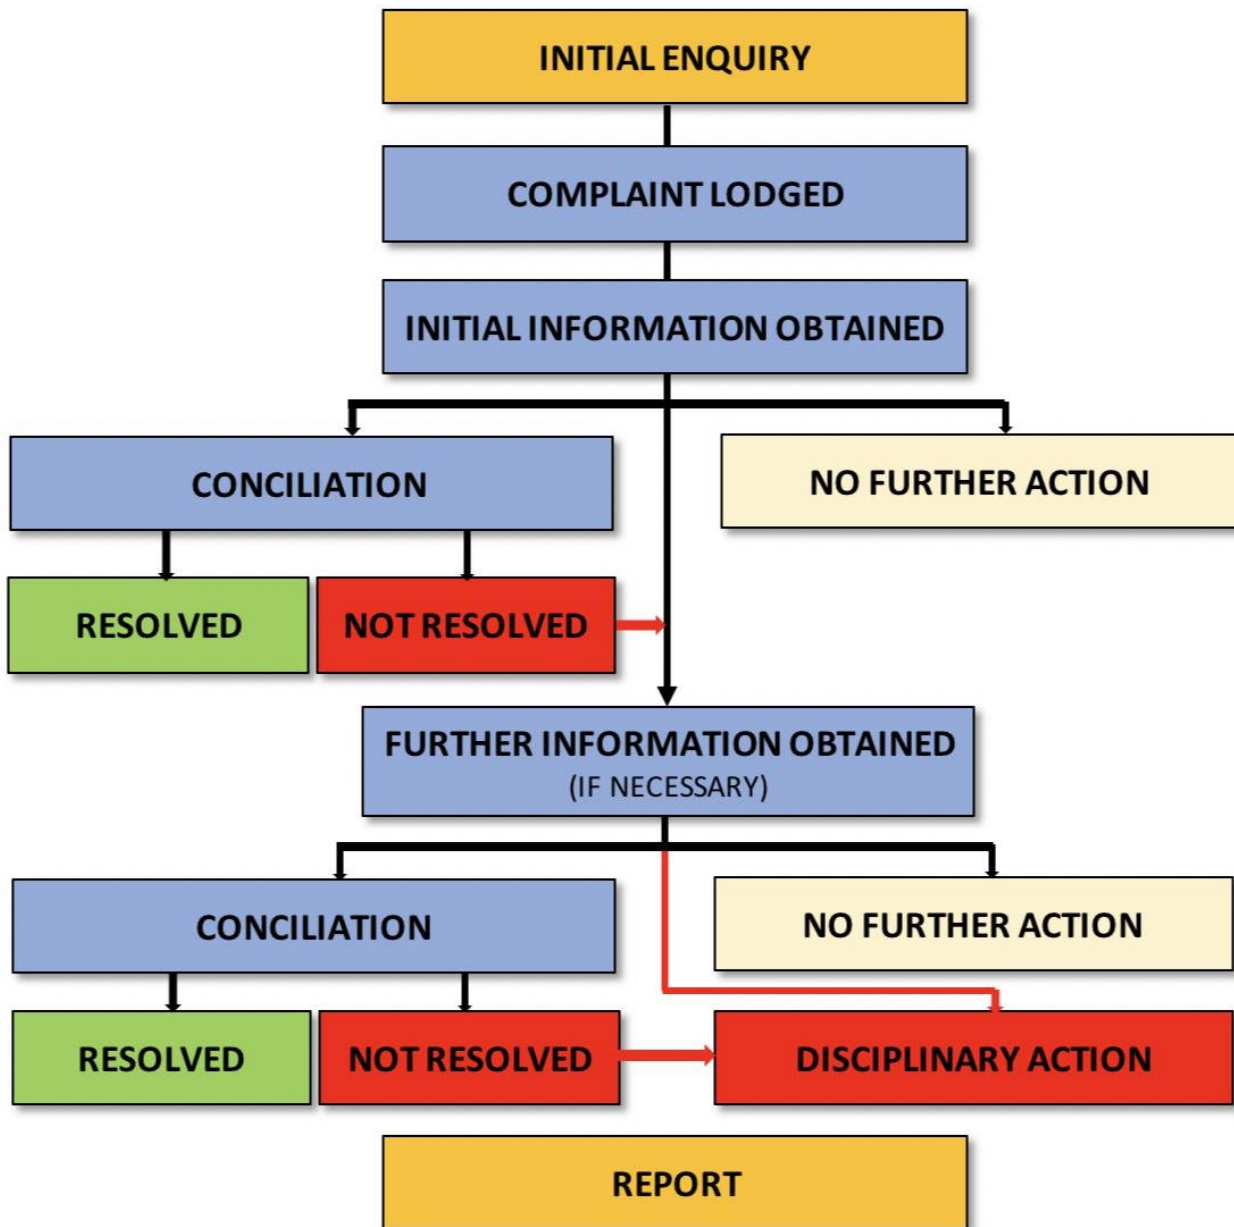 INITIAL ENQUIRY
COMPLAINT LODGED
INITIAL INFORMATION OBTAINED
CONCILIATION
NO FURTHER ACTION
RESOLVED
NOT RESOLVED
FURTHER INFORMATION OBTAINED
(IF NECESSARY)
CONCILIATION
NO FURTHER ACTION
RESOLVED
NOT RESOLVED
DISCIPLINARY ACTION
REPORT